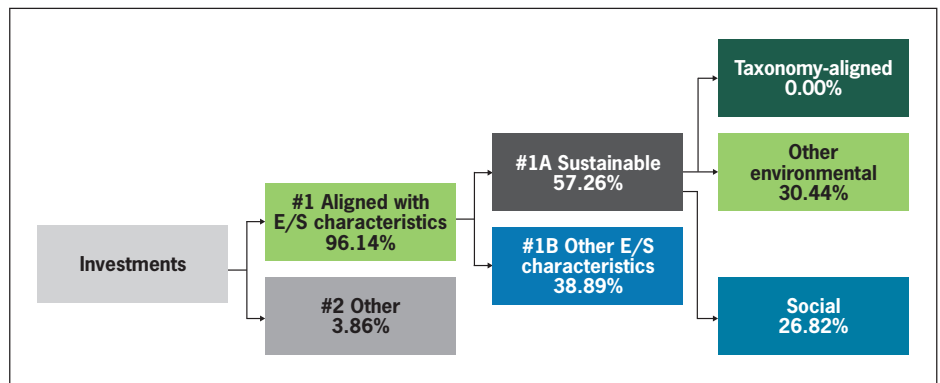 Investments
#1 Aligned with
E/S characteristics
96.14%
#2 Other
3.86%
#1A Sustainable
57.26%
#1B Other E/S
characteristics
38.89%
Taxonomy-aligned
0.00%
Other
environmental
30.44%
Social
26.82%